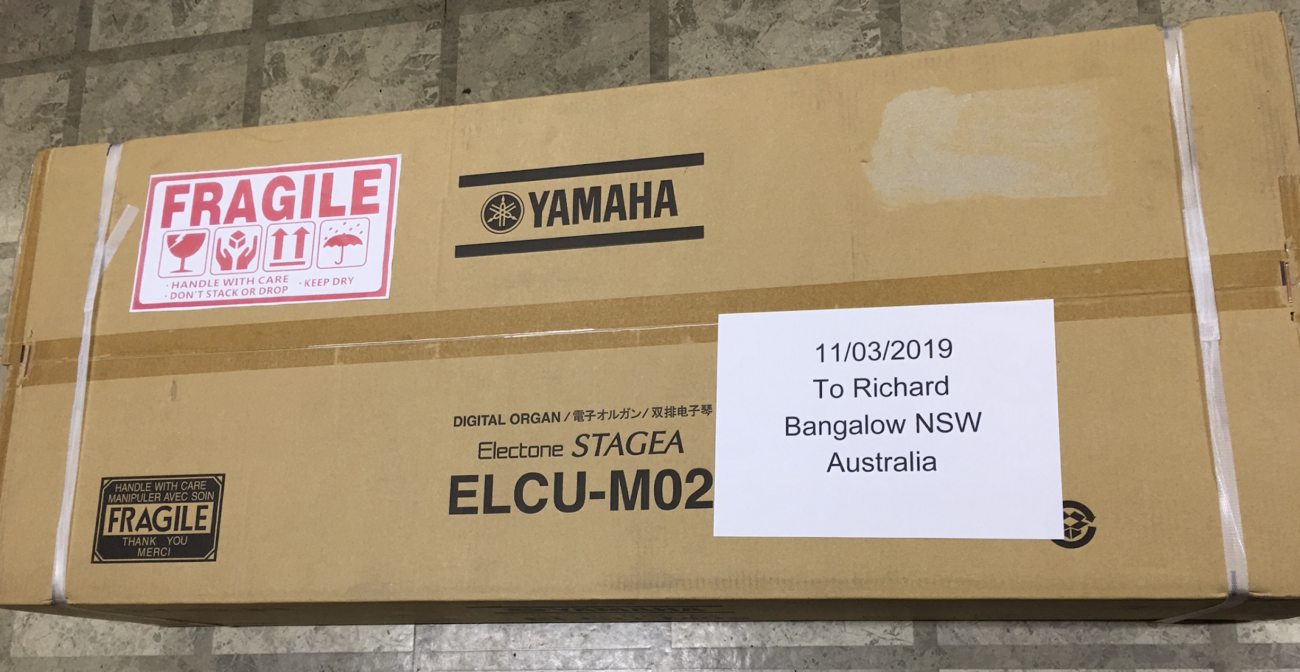 FRAGILE
· HANDLE WITH CARE
· KEEP DRY
· DON'T STACK OR DROP
YAMAHA
DIGITAL ORGAN / 電子オルガン / 双排电子琴
Electone STAGEA
ELCU-M02
11/03/2019
To Richard
Bangalow NSW
Australia
HANDLE WITH CARE
MANIPULER AVEC SOIN
FRAGILE
THANK YOU
MERCI
YAMAHA